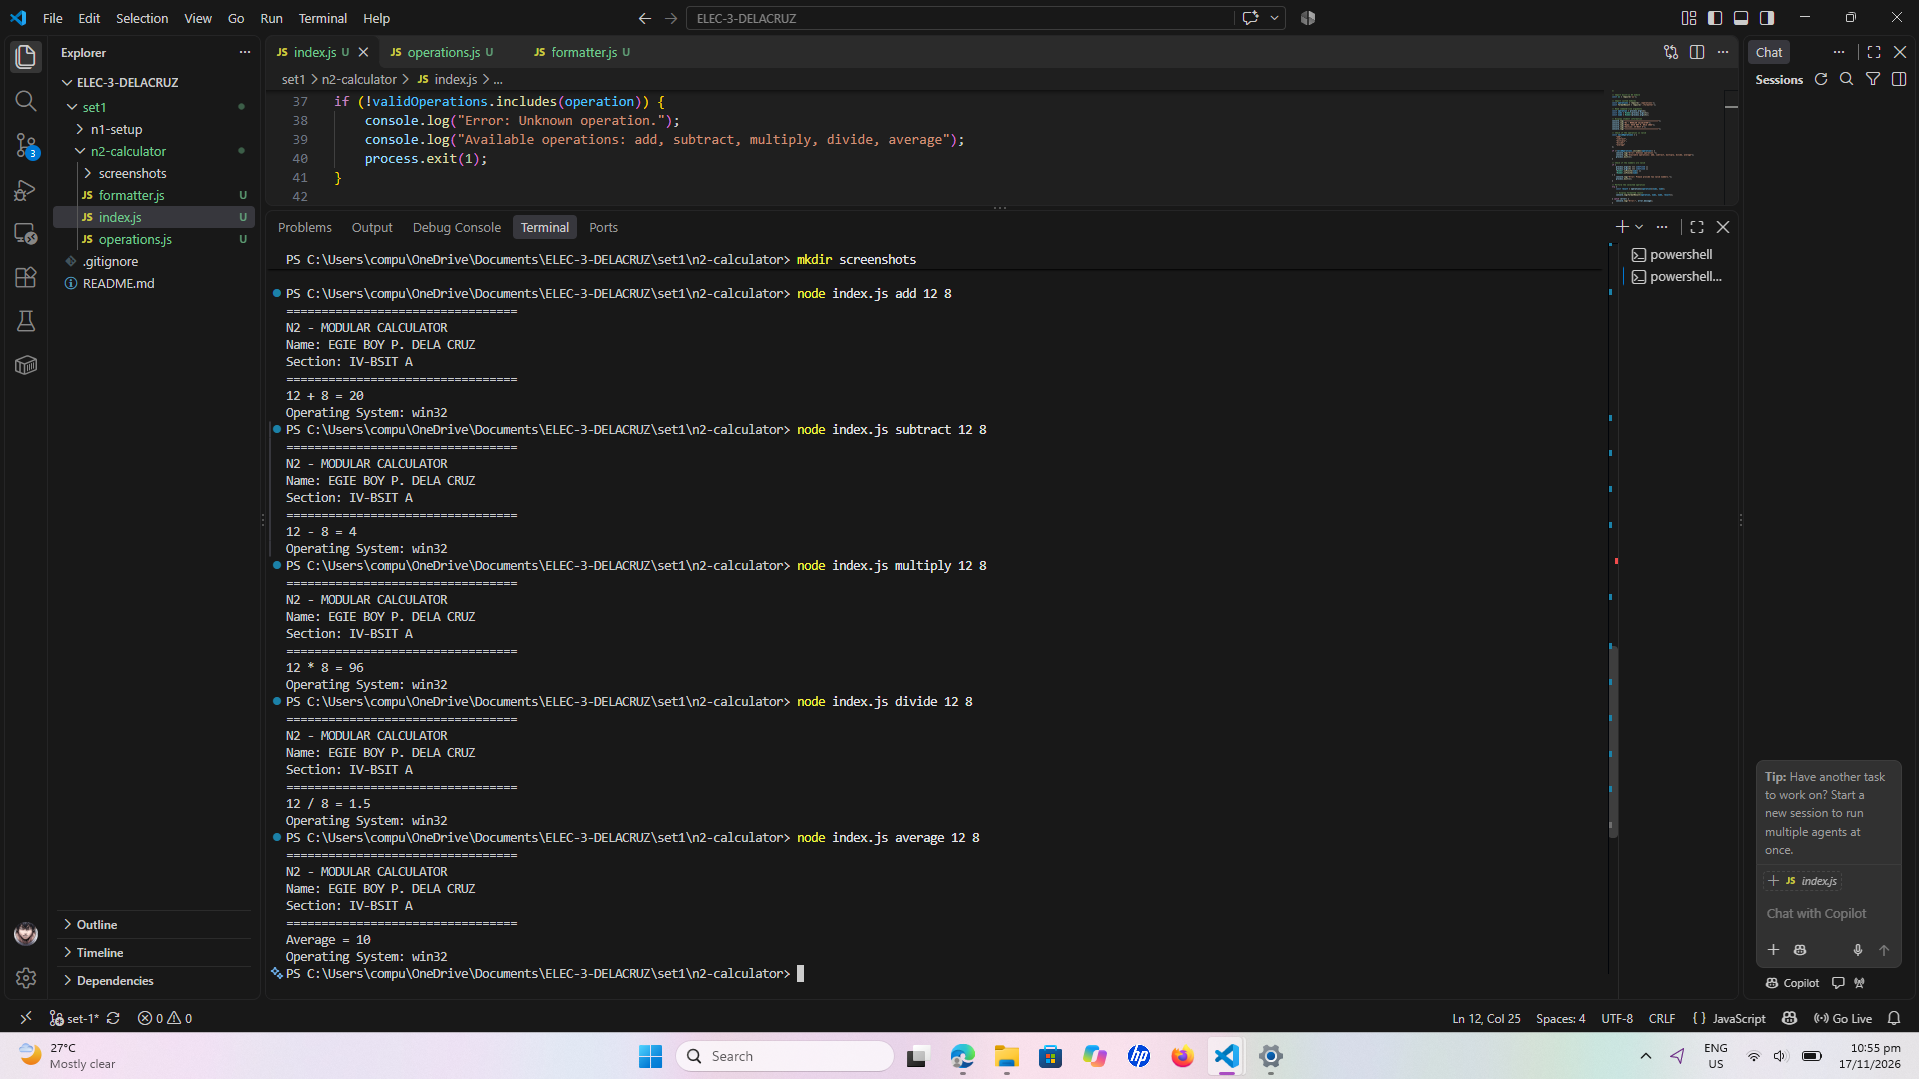 File Edit Selection View Go Run Terminal Help
ELEC-3-DELACRUZ
Explorer
ELEC-3-DELACRUZ
set1
n1-setup
n2-calculator
screenshots
JS formatter.js U
JS index.js U
JS operations.js U
.gitignore
README.md
Outline
Timeline
Dependencies
3
JS index.js U
JS operations.js U
JS formatter.js U
set1 > n2-calculator > JS index.js > ...
37 if (!validOperations.includes(operation)) {
38 console.log("Error: Unknown operation.");
39 console.log("Available operations: add, subtract, multiply, divide, average");
40 process.exit(1);
41 }
42
Problems Output Debug Console Terminal Ports
powershell
powershell...
PS C:\Users\compu\OneDrive\Documents\ELEC-3-DELACRUZ\set1\n2-calculator> mkdir screenshots
PS C:\Users\compu\OneDrive\Documents\ELEC-3-DELACRUZ\set1\n2-calculator> node index.js add 12 8
=================================
N2 - MODULAR CALCULATOR
Name: EGIE BOY P. DELA CRUZ
Section: IV-BSIT A
=================================
12 + 8 = 20
Operating System: win32
PS C:\Users\compu\OneDrive\Documents\ELEC-3-DELACRUZ\set1\n2-calculator> node index.js subtract 12 8
=================================
N2 - MODULAR CALCULATOR
Name: EGIE BOY P. DELA CRUZ
Section: IV-BSIT A
=================================
12 - 8 = 4
Operating System: win32
PS C:\Users\compu\OneDrive\Documents\ELEC-3-DELACRUZ\set1\n2-calculator> node index.js multiply 12 8
=================================
N2 - MODULAR CALCULATOR
Name: EGIE BOY P. DELA CRUZ
Section: IV-BSIT A
=================================
12 * 8 = 96
Operating System: win32
PS C:\Users\compu\OneDrive\Documents\ELEC-3-DELACRUZ\set1\n2-calculator> node index.js divide 12 8
=================================
N2 - MODULAR CALCULATOR
Name: EGIE BOY P. DELA CRUZ
Section: IV-BSIT A
=================================
12 / 8 = 1.5
Operating System: win32
PS C:\Users\compu\OneDrive\Documents\ELEC-3-DELACRUZ\set1\n2-calculator> node index.js average 12 8
=================================
N2 - MODULAR CALCULATOR
Name: EGIE BOY P. DELA CRUZ
Section: IV-BSIT A
=================================
Average = 10
Operating System: win32
PS C:\Users\compu\OneDrive\Documents\ELEC-3-DELACRUZ\set1\n2-calculator>
Chat
Sessions
Tip: Have another task
to work on? Start a
new session to run
multiple agents at
once.
JS index.js
Chat with Copilot
Copilot
set-1* 0 0
Ln 12, Col 25 Spaces: 4 UTF-8 CRLF {} JavaScript Go Live
27°C
Mostly clear
Search
hp
ENG
US
10:55 pm
17/11/2026